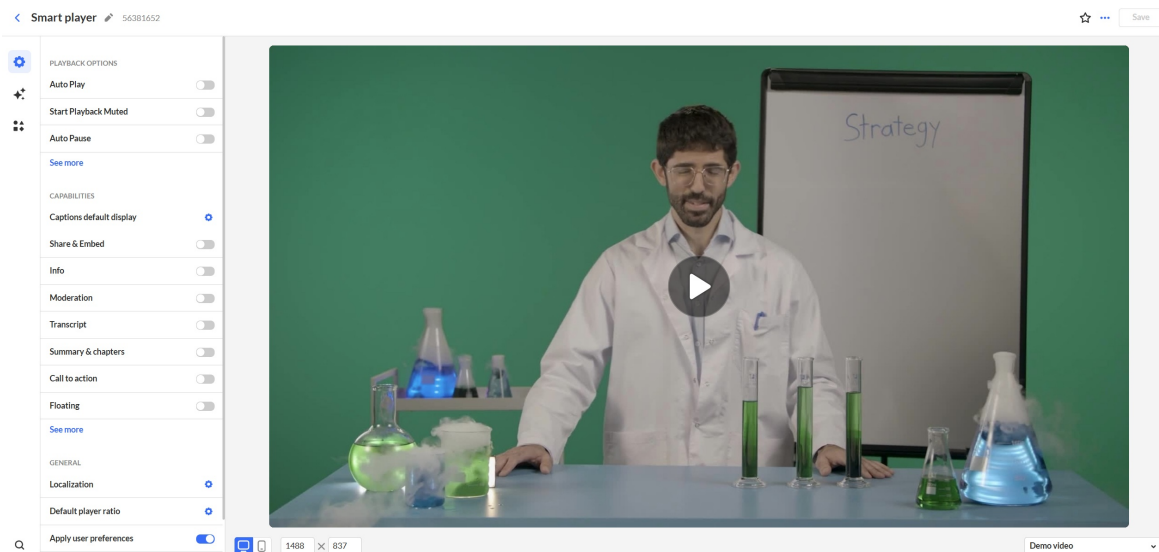 Smart player 56381652
Save
PLAYBACK OPTIONS
Auto Play
Start Playback Muted
Auto Pause
See more
CAPABILITIES
Captions default display
Share & Embed
Info
Moderation
Transcript
Summary & chapters
Call to action
Floating
See more
GENERAL
Localization
Default player ratio
Apply user preferences
Strategy
1488 × 837
Demo video